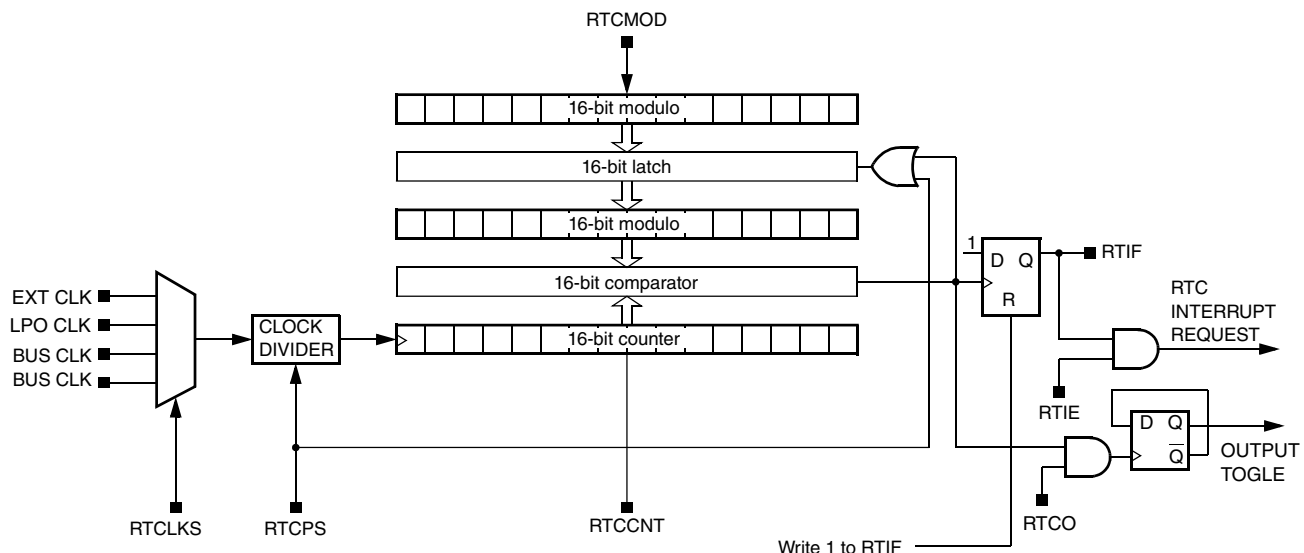 RTCMOD
16-bit modulo
16-bit latch
16-bit modulo
16-bit comparator
16-bit counter
EXT CLK
LPO CLK
BUS CLK
BUS CLK
CLOCK
DIVIDER
RTCLKS
RTCPS
RTCCNT
1
D Q
R
RTIF
RTC
INTERRUPT
REQUEST
RTIE
D Q
Q
OUTPUT
TOGLE
RTCO
Write 1 to RTIF